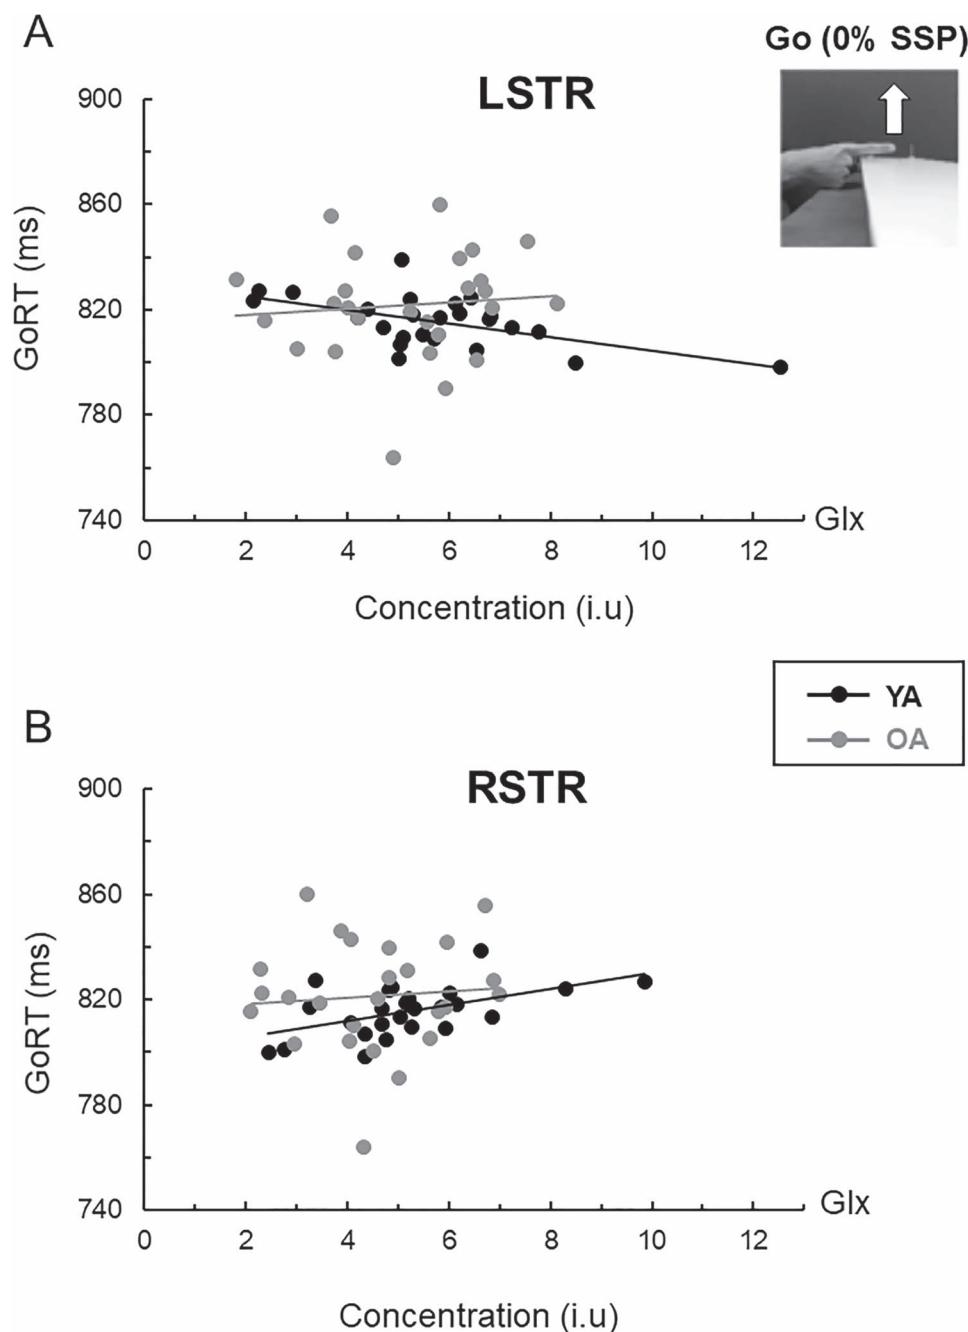 A
Go (0% SSP)
LSTR
900
860
820
780
740
GoRT (ms)
0 2 4 6 8 10 12
Glx
Concentration (i.u)
YA
OA
B
RSTR
900
860
820
780
740
GoRT (ms)
0 2 4 6 8 10 12
Glx
Concentration (i.u)